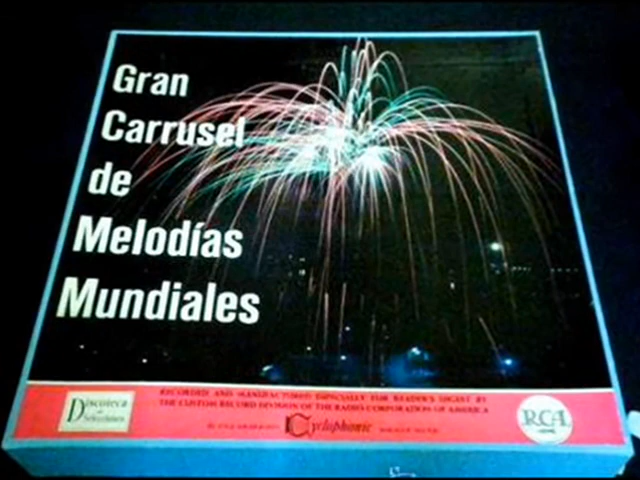 Gran
Carrusel
de
Melodías
Mundiales
Discoteca
de
Selecciones
RECORDED AND MANUFACTURED ESPECIALLY FOR READER'S DIGEST BY
THE CUSTOM RECORD DIVISION OF THE RADIO CORPORATION OF AMERICA
Cyclophonic
RCA